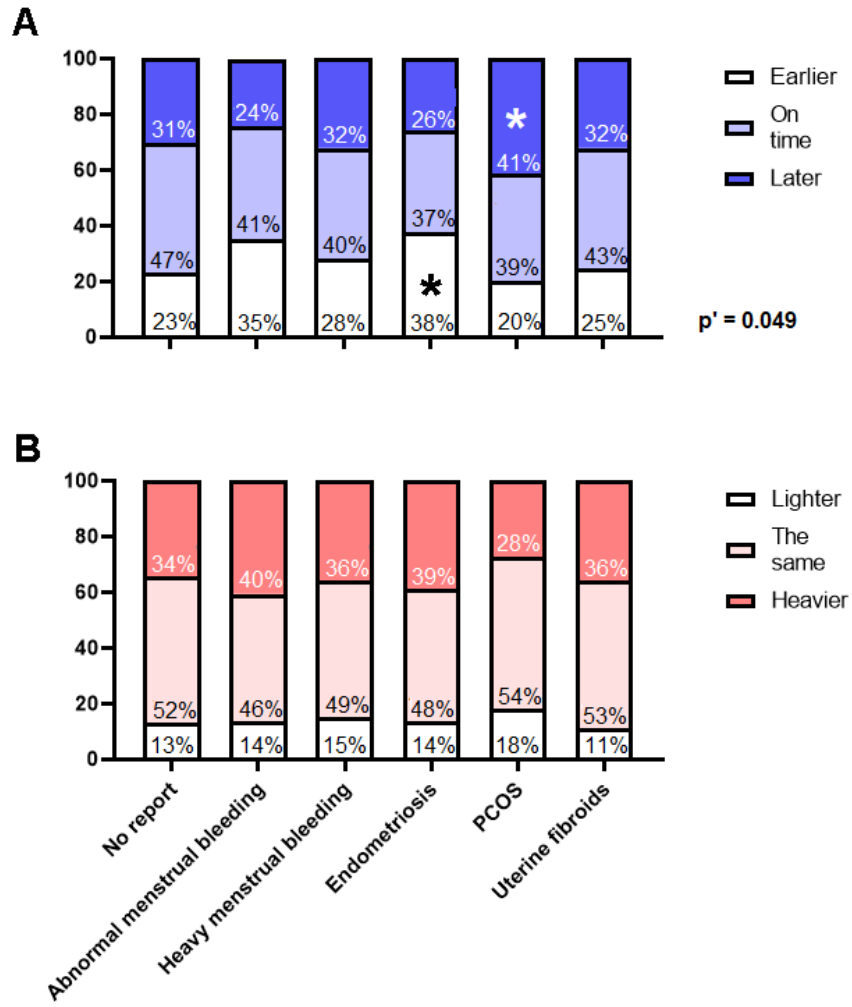 A
100
80
60
40
20
0
31% 24% 32% 26% * 41% 32%
47% 41% 40% 37% 39% 43%
23% 35% 28% * 38% 20% 25%
Earlier
On
time
Later
p' = 0.049
B
100
80
60
40
20
0
34% 40% 36% 39% 28% 36%
52% 46% 49% 48% 54% 53%
13% 14% 15% 14% 18% 11%
Lighter
The
same
Heavier
No report
Abnormal menstrual bleeding
Heavy menstrual bleeding
Endometriosis
PCOS
Uterine fibroids